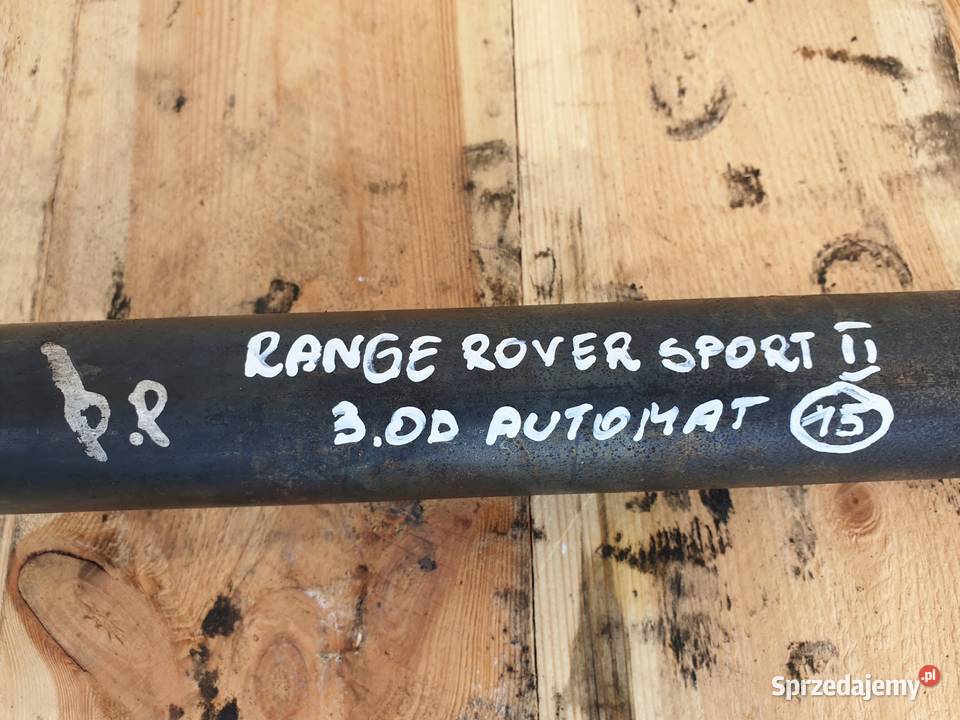 RANGE ROVER SPORT II
p.p 3.0D AUTOMAT 15
Sprzedajemy.pl